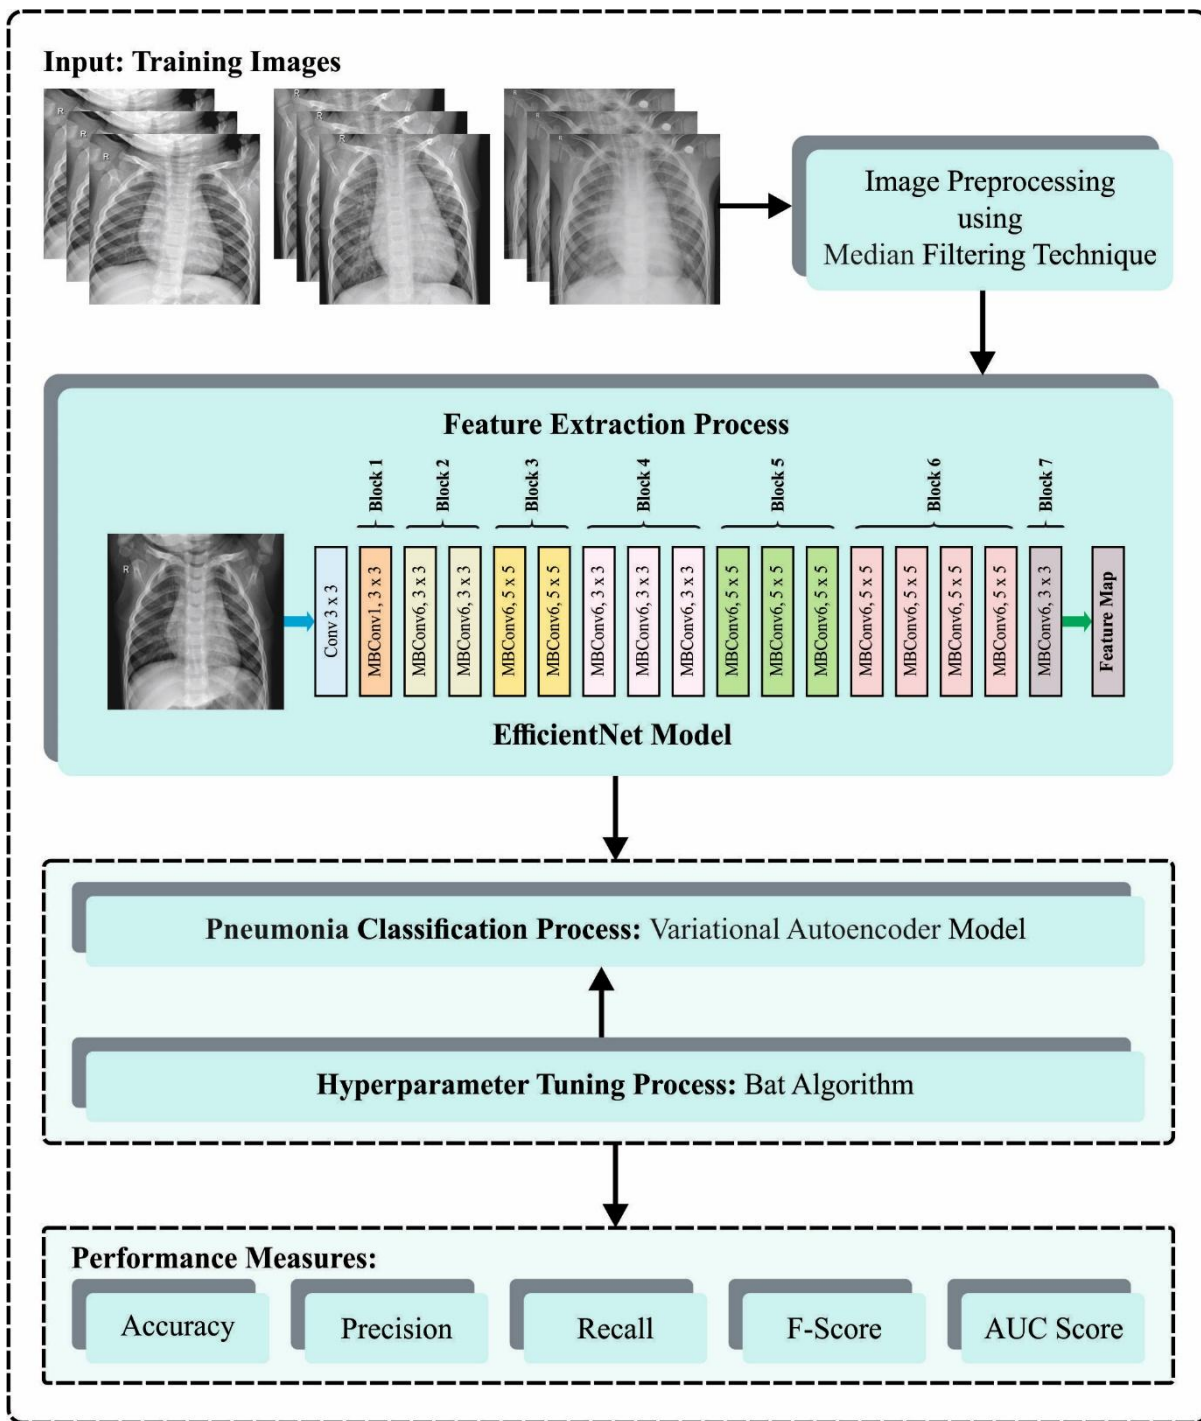 Input: Training Images
R
R
R
R
R
R
Image Preprocessing
using
Median Filtering Technique
Feature Extraction Process
Block 1
Block 2
Block 3
Block 4
Block 5
Block 6
Block 7
R
Conv 3 x 3
MBConv1, 3 x 3
MBConv6, 3 x 3
MBConv6, 3 x 3
MBConv6, 5 x 5
MBConv6, 5 x 5
MBConv6, 3 x 3
MBConv6, 3 x 3
MBConv6, 3 x 3
MBConv6, 5 x 5
MBConv6, 5 x 5
MBConv6, 5 x 5
MBConv6, 5 x 5
MBConv6, 5 x 5
MBConv6, 5 x 5
MBConv6, 5 x 5
MBConv6, 3 x 3
Feature Map
EfficientNet Model
Pneumonia Classification Process: Variational Autoencoder Model
Hyperparameter Tuning Process: Bat Algorithm
Performance Measures:
Accuracy
Precision
Recall
F-Score
AUC Score